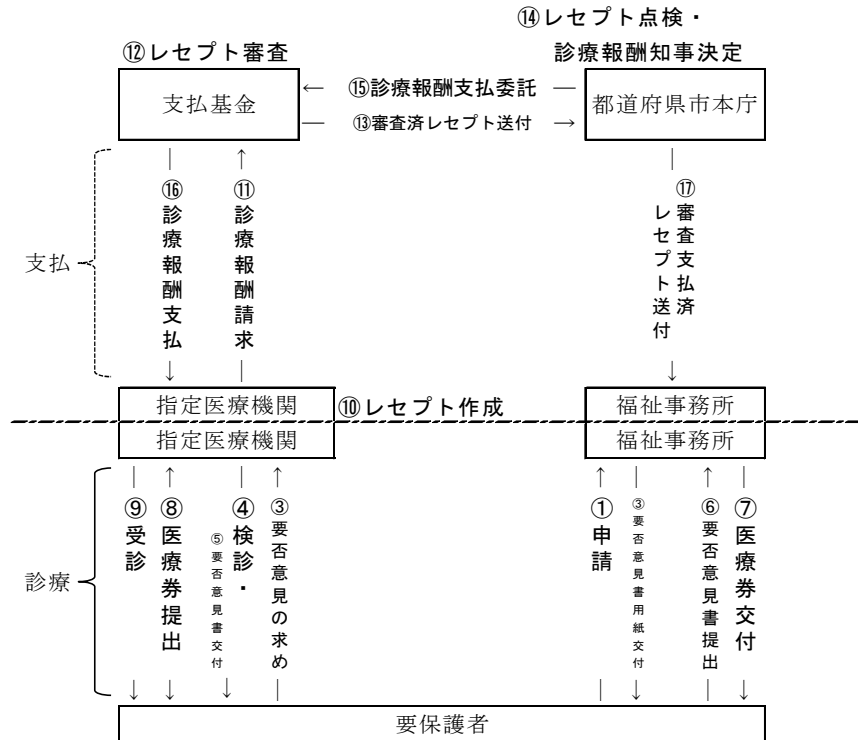 ⑭レセプト点検・
⑫レセプト審査
診療報酬知事決定
支払基金
← ⑮診療報酬支払委託 ―
― ⑬審査済レセプト送付 →
都道府県市本庁
支払
⑯診療報酬支払
⑪診療報酬請求
⑰審査支払済
レセプト送付
指定医療機関
⑩レセプト作成
福祉事務所
指定医療機関
福祉事務所
診療
⑨受診
⑧医療券提出
④検診・
⑤要否意見書交付
③要否意見の求め
①申請
③要否意見書用紙交付
⑥要否意見書提出
⑦医療券交付
要保護者